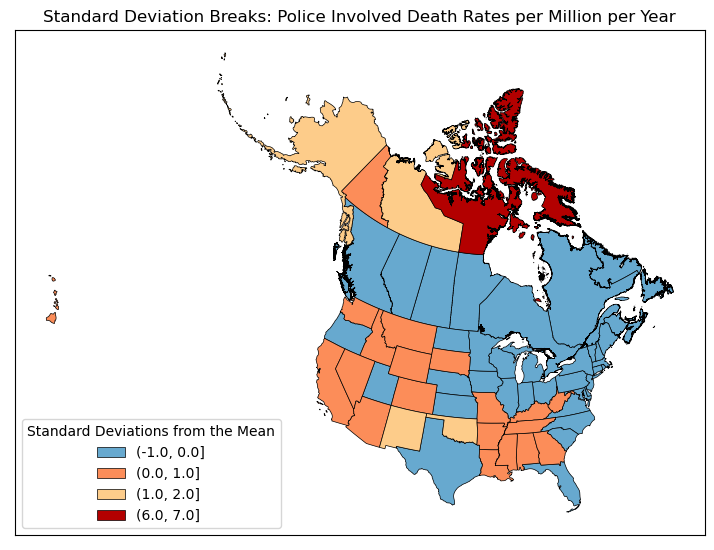 Standard Deviation Breaks: Police Involved Death Rates per Million per Year
Standard Deviations from the Mean
(-1.0, 0.0]
(0.0, 1.0]
(1.0, 2.0]
(6.0, 7.0]